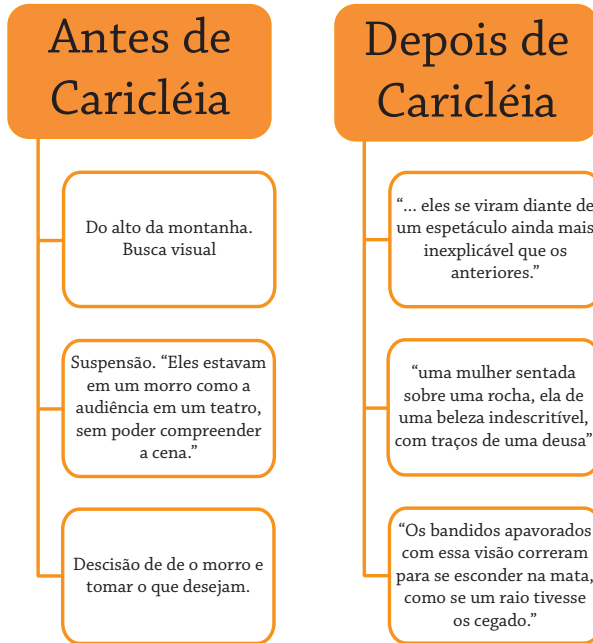 Antes de
Caricléia
Do alto da montanha.
Busca visual
Suspensão. “Eles estavam
em um morro como a
audiência em um teatro,
sem poder compreender
a cena.”
Descisão de de o morro e
tomar o que desejam.
Depois de
Caricléia
“... eles se viram diante de
um espetáculo ainda mais
inexplicável que os
anteriores.”
“uma mulher sentada
sobre uma rocha, ela de
uma beleza indescritível,
com traços de uma deusa”
“Os bandidos apavorados
com essa visão correram
para se esconder na mata,
como se um raio tivesse
os cegado.”